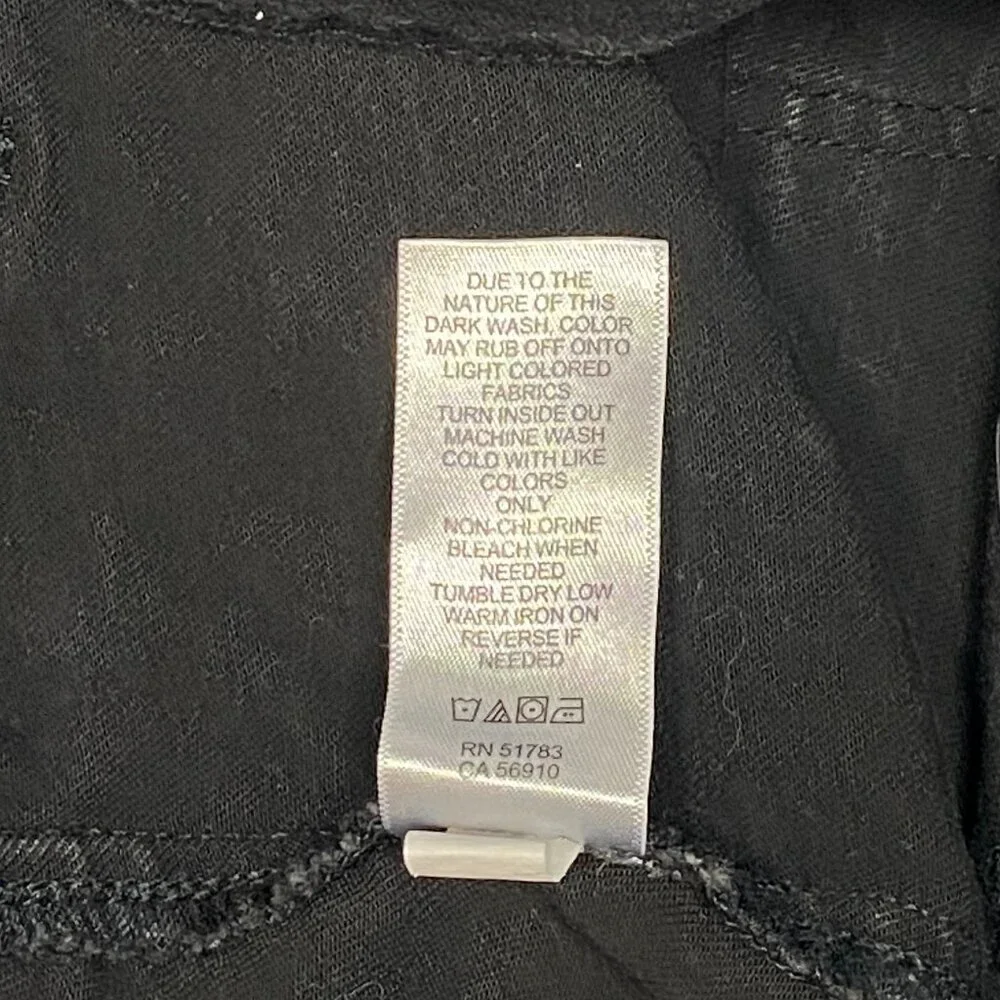 DUE TO THE
NATURE OF THIS
DARK WASH, COLOR
MAY RUB OFF ONTO
LIGHT COLORED
FABRICS
TURN INSIDE OUT
MACHINE WASH
COLD WITH LIKE
COLORS
ONLY
NON-CHLORINE
BLEACH WHEN
NEEDED
TUMBLE DRY LOW
WARM IRON ON
REVERSE IF
NEEDED
RN 51783
CA 56910